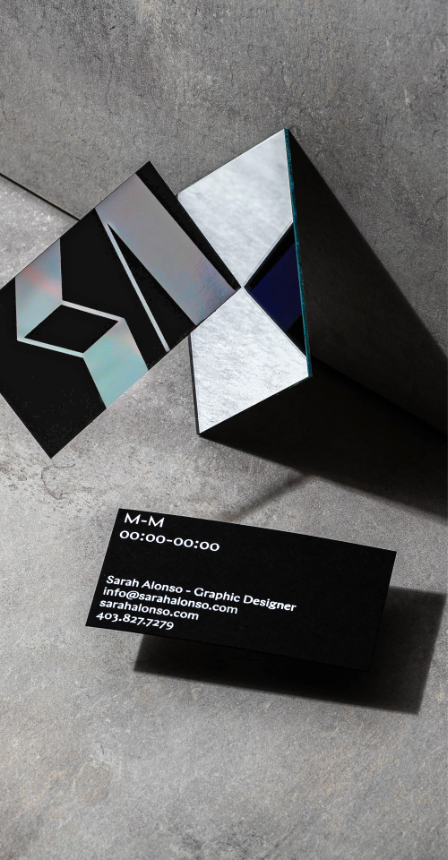 M-M
00:00-00:00
Sarah Alonso - Graphic Designer
info@sarahalonso.com
sarahalonso.com
403.827.7279